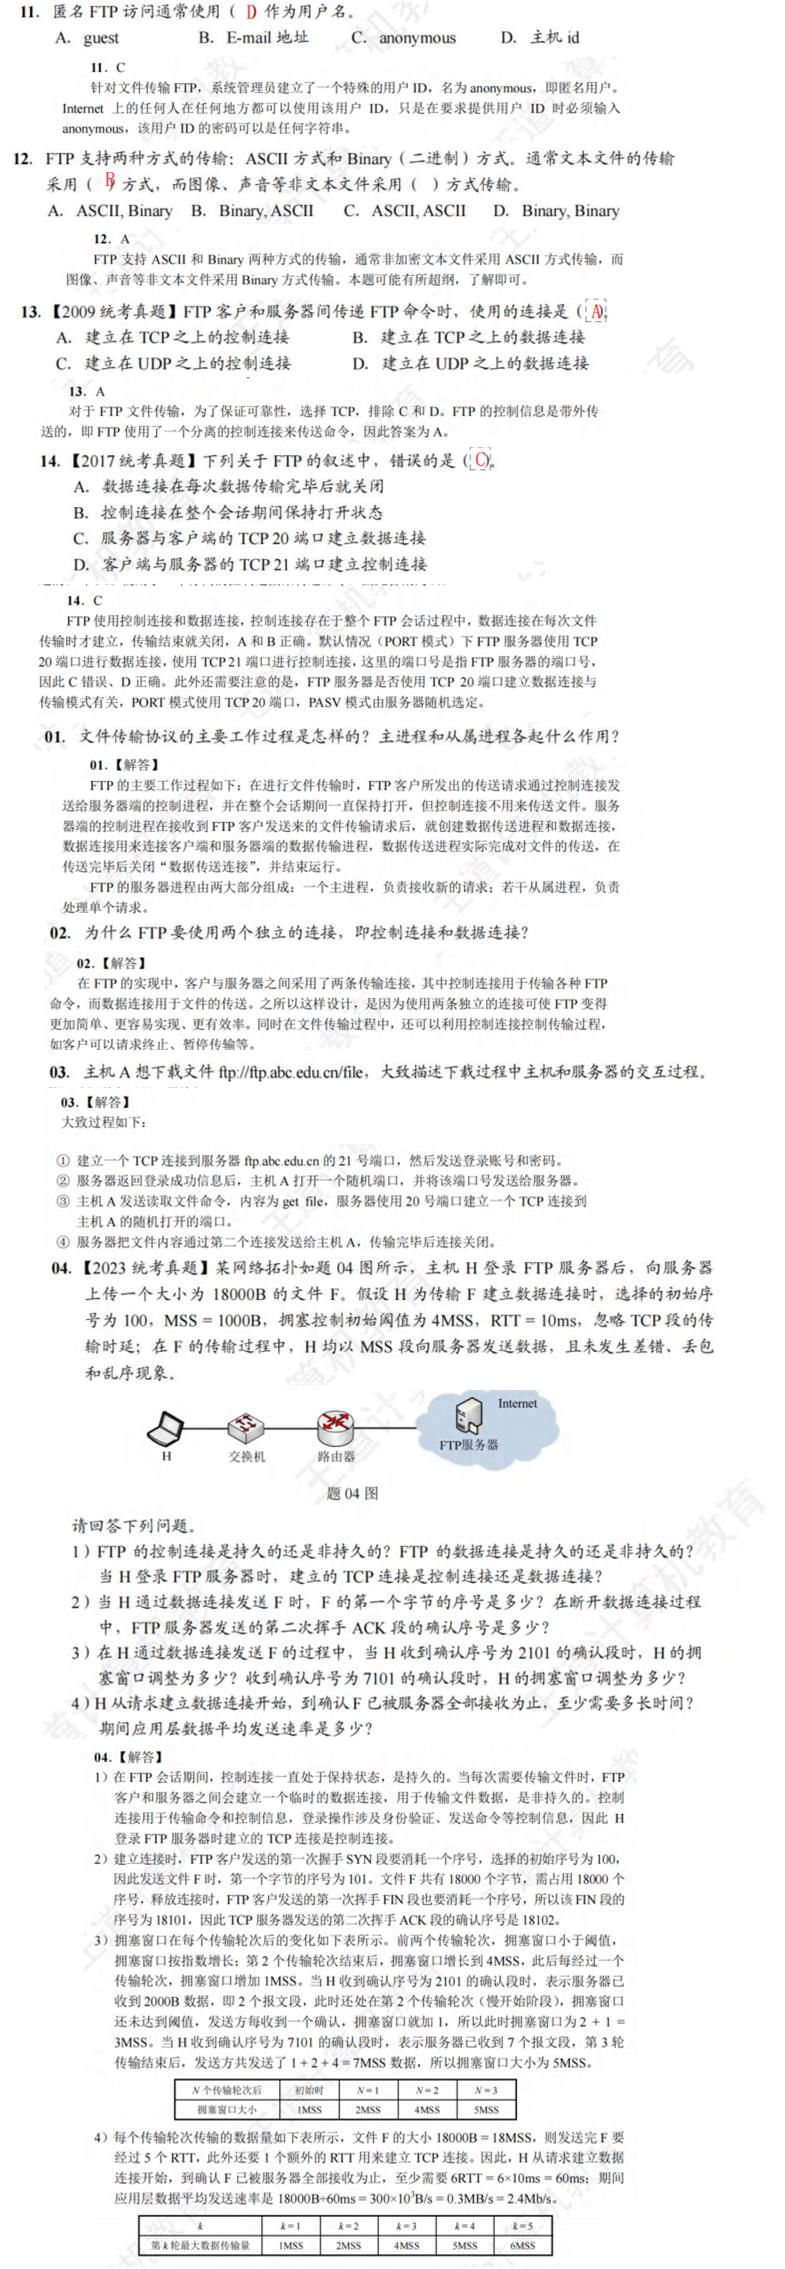 11. 匿名 FTP 访问通常使用（ D ）作为用户名。
A. guest B. E-mail 地址 C. anonymous D. 主机 id
11. C
针对文件传输 FTP，系统管理员建立了一个特殊的用户 ID，名为 anonymous，即匿名用户。
Internet 上的任何人在任何地方都可以使用该用户 ID，只是在要求提供用户 ID 时必须输入
anonymous，该用户 ID 的密码可以是任何字符串。
12. FTP 支持两种方式的传输：ASCII 方式和 Binary（二进制）方式。通常文本文件的传输
采用（ B ）方式，而图像、声音等非文本文件采用（ ）方式传输。
A. ASCII, Binary B. Binary, ASCII C. ASCII, ASCII D. Binary, Binary
12. A
FTP 支持 ASCII 和 Binary 两种方式的传输，通常非加密文本文件采用 ASCII 方式传输，而
图像、声音等非文本文件采用 Binary 方式传输。本题可能有所超纲，了解即可。
13. 【2009 统考真题】FTP 客户和服务器间传递 FTP 命令时，使用的连接是（ A ）。
A. 建立在 TCP 之上的控制连接 B. 建立在 TCP 之上的数据连接
C. 建立在 UDP 之上的控制连接 D. 建立在 UDP 之上的数据连接
13. A
对于 FTP 文件传输，为了保证可靠性，选择 TCP，排除 C 和 D。FTP 的控制信息是带外传
送的，即 FTP 使用了一个分离的控制连接来传送命令，因此答案为 A。
14. 【2017 统考真题】下列关于 FTP 的叙述中，错误的是（ C ）。
A. 数据连接在每次数据传输完毕后就关闭
B. 控制连接在整个会话期间保持打开状态
C. 服务器与客户端的 TCP 20 端口建立数据连接
D. 客户端与服务器的 TCP 21 端口建立控制连接
14. C
FTP 使用控制连接和数据连接，控制连接存在于整个 FTP 会话过程中，数据连接在每次文件
传输时才建立，传输结束就关闭，A 和 B 正确。默认情况（PORT 模式）下 FTP 服务器使用 TCP
20 端口进行数据连接，使用 TCP 21 端口进行控制连接，这里的端口号是指 FTP 服务器的端口号，
因此 C 错误、D 正确。此外还需要注意的是，FTP 服务器是否使用 TCP 20 端口建立数据连接与
传输模式有关，PORT 模式使用 TCP 20 端口，PASV 模式由服务器随机选定。
01. 文件传输协议的主要工作过程是怎样的？主进程和从属进程各起什么作用？
01.【解答】
FTP 的主要工作过程如下：在进行文件传输时，FTP 客户所发出的传送请求通过控制连接发
送给服务器端的控制进程，并在整个会话期间一直保持打开，但控制连接不用来传送文件。服务
器端的控制进程在接收到 FTP 客户发送来的文件传输请求后，就创建数据传送进程和数据连接，
数据连接用来连接客户端和服务器端的数据传输进程，数据传送进程实际完成对文件的传送，在
传送完毕后关闭“数据传送连接”，并结束运行。
FTP 的服务器进程由两大部分组成：一个主进程，负责接收新的请求；若干从属进程，负责
处理单个请求。
02. 为什么 FTP 要使用两个独立的连接，即控制连接和数据连接？
02.【解答】
在 FTP 的实现中，客户与服务器之间采用了两条传输连接，其中控制连接用于传输各种 FTP
命令，而数据连接用于文件的传送。之所以这样设计，是因为使用两条独立的连接可使 FTP 变得
更加简单、更容易实现、更有效率。同时在文件传输过程中，还可以利用控制连接控制传输过程，
如客户可以请求终止、暂停传输等。
03. 主机 A 想下载文件 ftp://ftp.abc.edu.cn/file，大致描述下载过程中主机和服务器的交互过程。
03.【解答】
大致过程如下：
① 建立一个 TCP 连接到服务器 ftp.abc.edu.cn 的 21 号端口，然后发送登录账号和密码。
② 服务器返回登录成功信息后，主机 A 打开一个随机端口，并将该端口号发送给服务器。
③ 主机 A 发送读取文件命令，内容为 get file，服务器使用 20 号端口建立一个 TCP 连接到
主机 A 的随机打开的端口。
④ 服务器把文件内容通过第二个连接发送给主机 A，传输完毕后连接关闭。
04. 【2023 统考真题】某网络拓扑如题 04 图所示，主机 H 登录 FTP 服务器后，向服务器
上传一个大小为 18000B 的文件 F。假设 H 为传输 F 建立数据连接时，选择的初始序
号为 100，MSS = 1000B，拥塞控制初始阈值为 4MSS，RTT = 10ms，忽略 TCP 段的传
输时延；在 F 的传输过程中，H 均以 MSS 段向服务器发送数据，且未发生差错、丢包
和乱序现象。
Internet
H 交换机 路由器 FTP服务器
题 04 图
请回答下列问题。
1）FTP 的控制连接是持久的还是非持久的？FTP 的数据连接是持久的还是非持久的？
当 H 登录 FTP 服务器时，建立的 TCP 连接是控制连接还是数据连接？
2）当 H 通过数据连接发送 F 时，F 的第一个字节的序号是多少？在断开数据连接过程
中，FTP 服务器发送的第二次挥手 ACK 段的确认序号是多少？
3）在 H 通过数据连接发送 F 的过程中，当 H 收到确认序号为 2101 的确认段时，H 的拥
塞窗口调整为多少？收到确认序号为 7101 的确认段时，H 的拥塞窗口调整为多少？
4）H 从请求建立数据连接开始，到确认 F 已被服务器全部接收为止，至少需要多长时间？
期间应用层数据平均发送速率是多少？
04.【解答】
1）在 FTP 会话期间，控制连接一直处于保持状态，是持久的。当每次需要传输文件时，FTP
客户和服务器之间会建立一个临时的数据连接，用于传输文件数据，是非持久的。控制
连接用于传输命令和控制信息，登录操作涉及身份验证、发送命令等控制信息，因此 H
登录 FTP 服务器时建立的 TCP 连接是控制连接。
2）建立连接时，FTP 客户发送的第一次握手 SYN 段要消耗一个序号，选择的初始序号为 100，
因此发送文件 F 时，第一个字节的序号为 101。文件 F 共有 18000 个字节，需占用 18000 个
序号，释放连接时，FTP 客户发送的第一次挥手 FIN 段也要消耗一个序号，所以该 FIN 段的
序号为 18101，因此 TCP 服务器发送的第二次挥手 ACK 段的确认序号是 18102。
3）拥塞窗口在每个传输轮次后的变化如下表所示。前两个传输轮次，拥塞窗口小于阈值，
拥塞窗口按指数增长；第 2 个传输轮次结束后，拥塞窗口增长到 4MSS，此后每经过一个
传输轮次，拥塞窗口增加 1MSS。当 H 收到确认序号为 2101 的确认段时，表示服务器已
收到 2000B 数据，即 2 个报文段，此时还处在第 2 个传输轮次（慢开始阶段），拥塞窗口
还未达到阈值，发送方每收到一个确认，拥塞窗口就加 1，所以此时拥塞窗口为 2 + 1 =
3MSS。当 H 收到确认序号为 7101 的确认段时，表示服务器已收到 7 个报文段，第 3 轮
传输结束后，发送方共发送了 1 + 2 + 4 = 7MSS 数据，所以拥塞窗口大小为 5MSS。
N 个传输轮次后 初始时 N = 1 N = 2 N = 3
拥塞窗口大小 1MSS 2MSS 4MSS 5MSS
4）每个传输轮次传输的数据量如下表所示，文件 F 的大小 18000B = 18MSS，则发送完 F 要
经过 5 个 RTT，此外还要 1 个额外的 RTT 用来建立 TCP 连接。因此，H 从请求建立数据
连接开始，到确认 F 已被服务器全部接收为止，至少需要 6RTT = 6×10ms = 60ms；期间
应用层数据平均发送速率是 18000B÷60ms = 300×10³B/s = 0.3MB/s = 2.4Mb/s。
k k = 1 k = 2 k = 3 k = 4 k = 5
第 k 轮最大数据传输量 1MSS 2MSS 4MSS 5MSS 6MSS